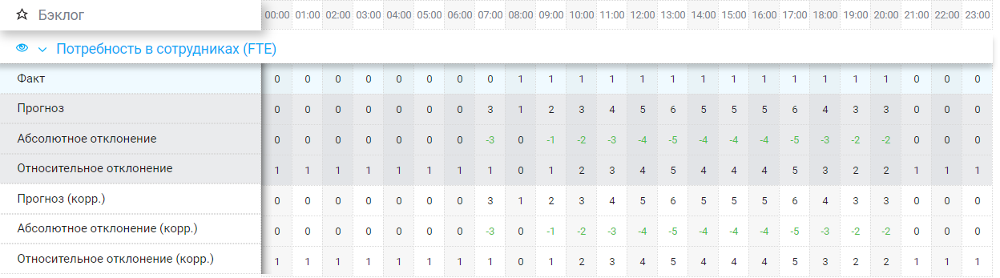 Бэклог 00:00 01:00 02:00 03:00 04:00 05:00 06:00 07:00 08:00 09:00 10:00 11:00 12:00 13:00 14:00 15:00 16:00 17:00 18:00 19:00 20:00 21:00 22:00 23:00
Потребность в сотрудниках (FTE)
Факт 0 0 0 0 0 0 0 0 1 1 1 1 1 1 1 1 1 1 1 1 1 0 0 0
Прогноз 0 0 0 0 0 0 0 3 1 2 3 4 5 6 5 5 5 6 4 3 3 0 0 0
Абсолютное отклонение 0 0 0 0 0 0 0 -3 0 -1 -2 -3 -4 -5 -4 -4 -4 -5 -3 -2 -2 0 0 0
Относительное отклонение 1 1 1 1 1 1 1 1 0 1 2 3 4 5 4 4 4 5 3 2 2 1 1 1
Прогноз (корр.) 0 0 0 0 0 0 0 3 1 2 3 4 5 6 5 5 5 6 4 3 3 0 0 0
Абсолютное отклонение (корр.) 0 0 0 0 0 0 0 -3 0 -1 -2 -3 -4 -5 -4 -4 -4 -5 -3 -2 -2 0 0 0
Относительное отклонение (корр.) 1 1 1 1 1 1 1 1 0 1 2 3 4 5 4 4 4 5 3 2 2 1 1 1